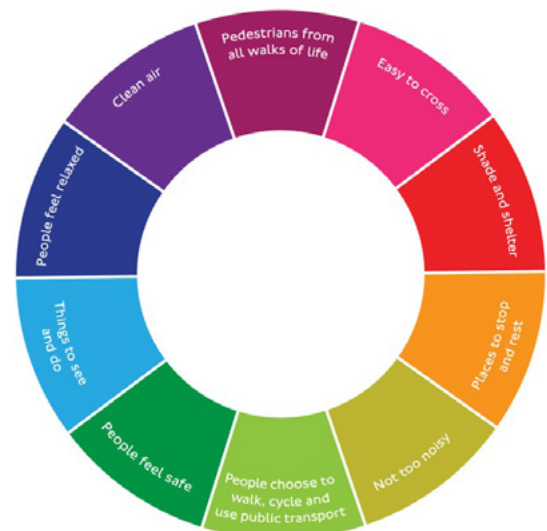 Pedestrians from
all walks of life
Easy to cross
Shade and shelter
Places to stop
and rest
Not too noisy
People choose to
walk, cycle and
use public transport
People feel safe
Things to see
and do
People feel relaxed
Clean air